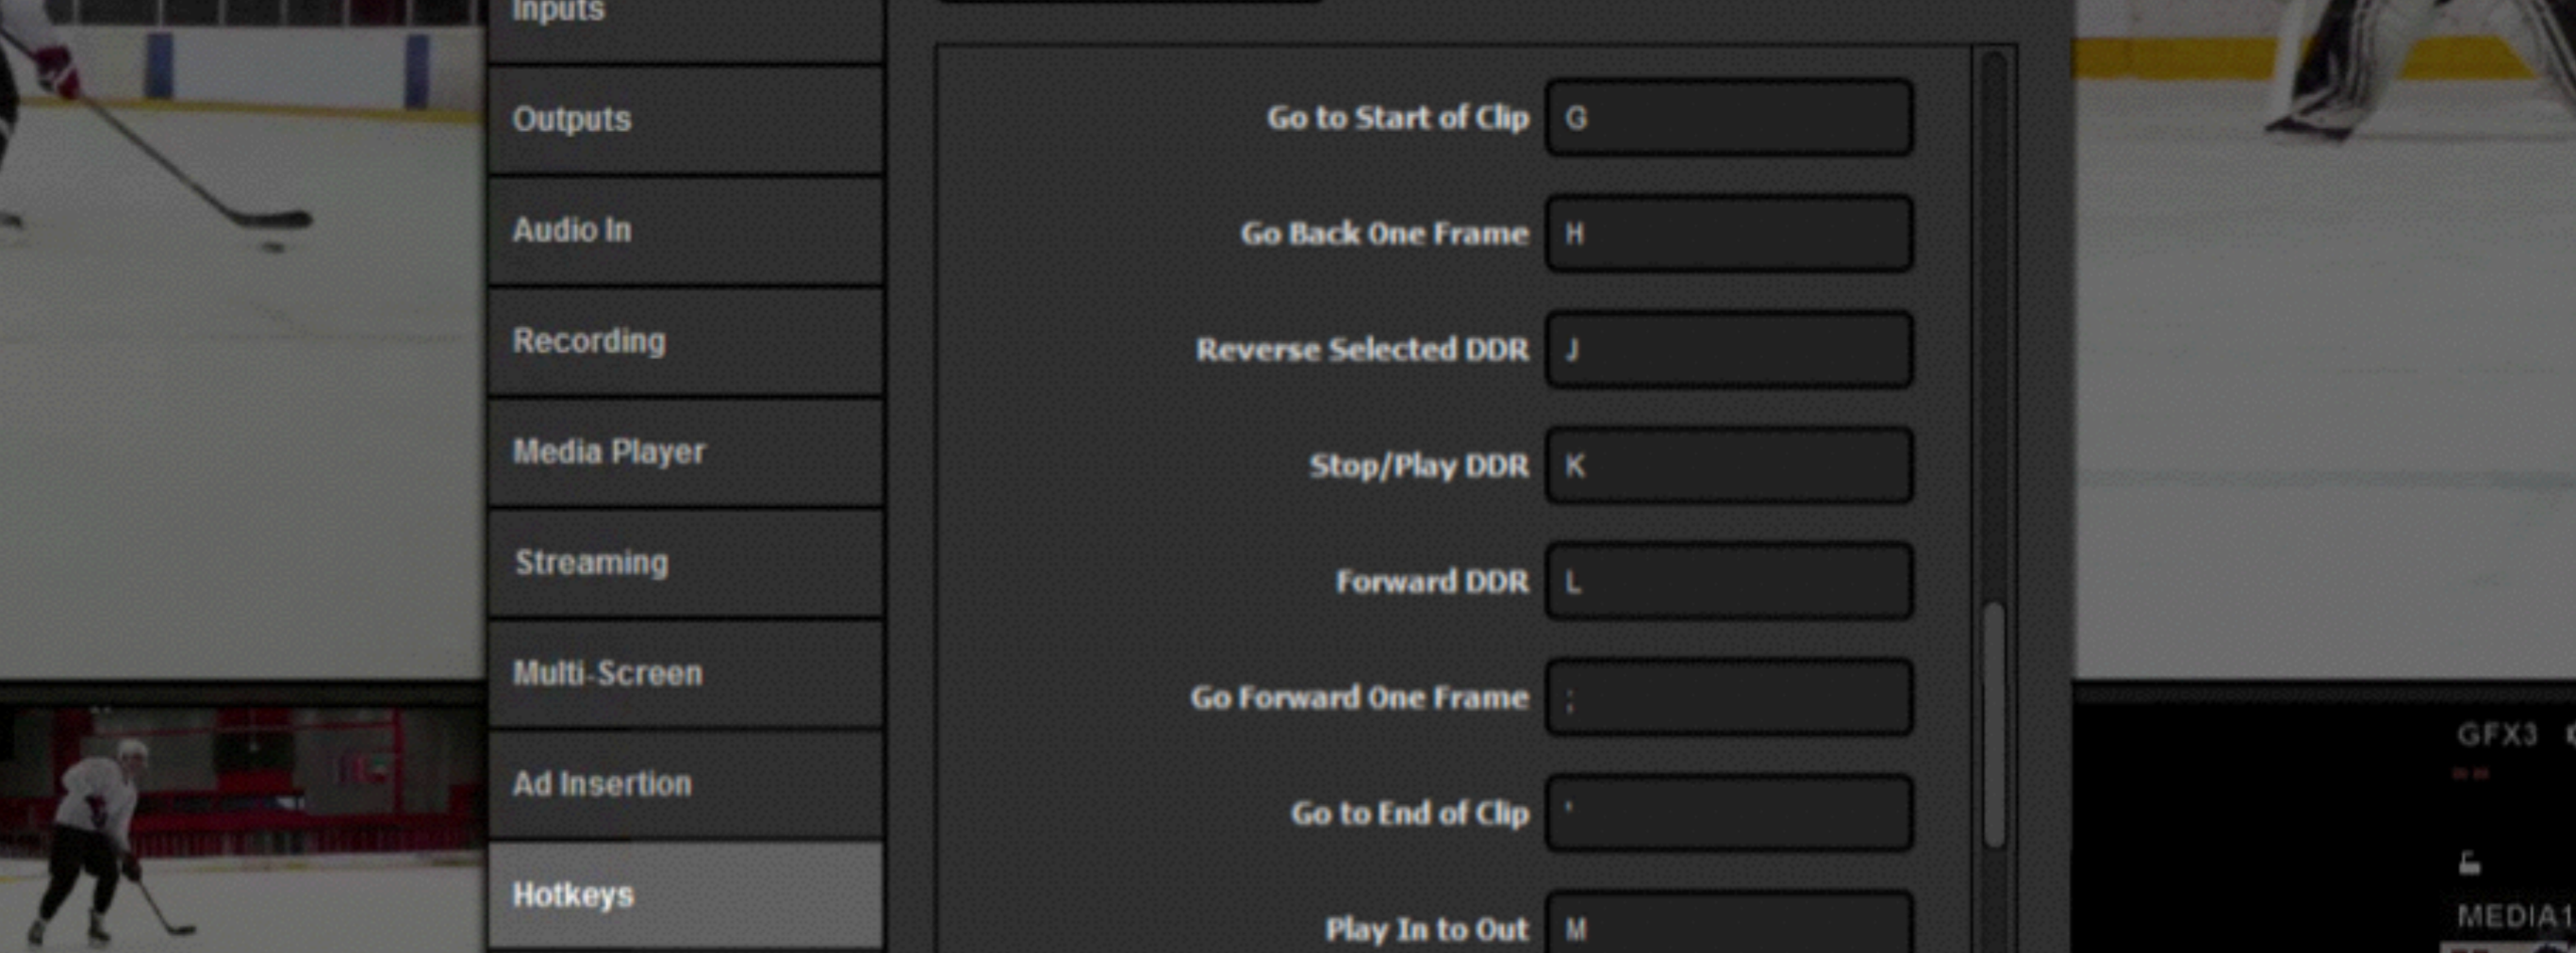 Inputs
Outputs
Audio In
Recording
Media Player
Streaming
Multi-Screen
Ad Insertion
Hotkeys
Go to Start of Clip G
Go Back One Frame H
Reverse Selected DDR J
Stop/Play DDR K
Forward DDR L
Go Forward One Frame ;
Go to End of Clip '
Play In to Out M
GFX3
MEDIA1